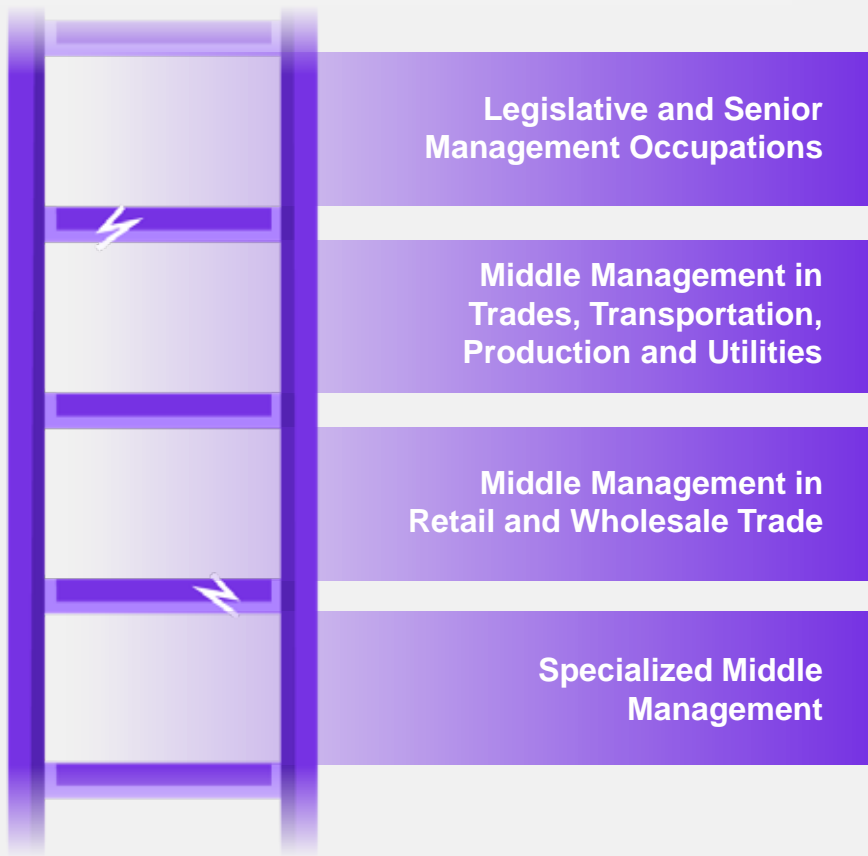 Legislative and Senior
Management Occupations
Middle Management in
Trades, Transportation,
Production and Utilities
Middle Management in
Retail and Wholesale Trade
Specialized Middle
Management